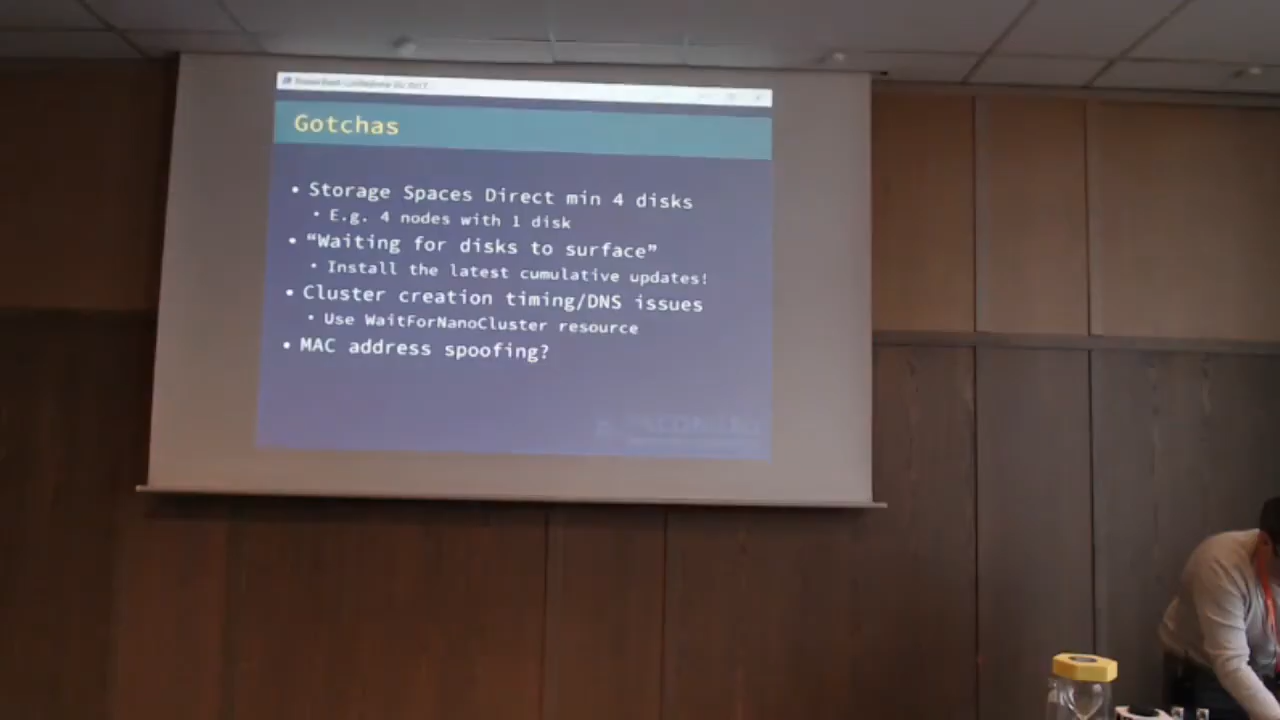 Gotchas
• Storage Spaces Direct min 4 disks
• E.g. 4 nodes with 1 disk
• “Waiting for disks to surface”
• Install the latest cumulative updates!
• Cluster creation timing/DNS issues
• Use WaitForNanoCluster resource
• MAC address spoofing?